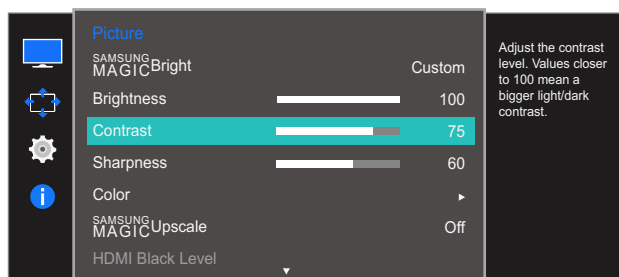 Picture
SAMSUNG
MAGICBright Custom
Brightness 100
Contrast 75
Sharpness 60
Color ▸
SAMSUNG
MAGICUpscale Off
HDMI Black Level
▼
Adjust the contrast
level. Values closer
to 100 mean a
bigger light/dark
contrast.